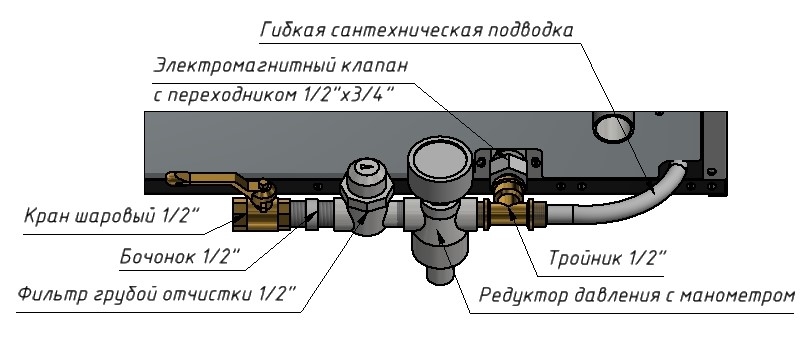 Гибкая сантехническая подводка
Электромагнитный клапан
с переходником 1/2"х3/4"
Кран шаровый 1/2"
Бочонок 1/2"
Тройник 1/2"
Фильтр грубой отчистки 1/2"
Редуктор давления с манометром